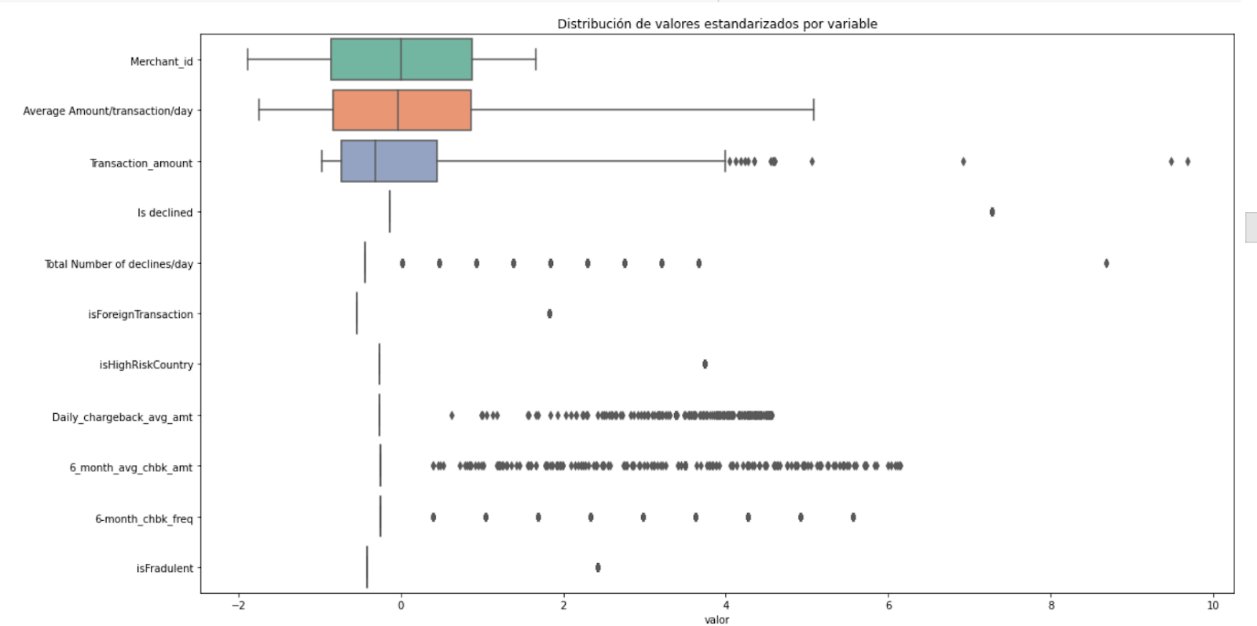 Distribución de valores estandarizados por variable
Merchant_id
Average Amount/transaction/day
Transaction_amount
Is declined
Total Number of declines/day
isForeignTransaction
isHighRiskCountry
Daily_chargeback_avg_amt
6_month_avg_chbk_amt
6-month_chbk_freq
isFradulent
−2 0 2 4 6 8 10
valor